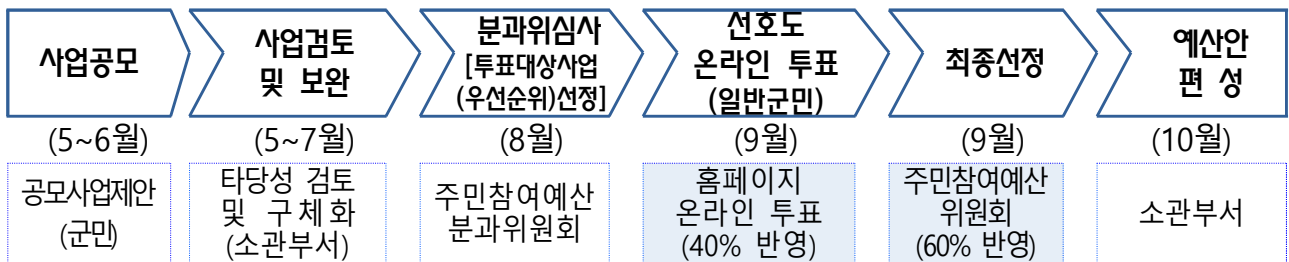 사업공모
사업검토
및 보완
분과위심사
[투표대상사업
(우선순위)선정]
선호도
온라인 투표
(일반군민)
최종선정
예산안
편 성
(5~6월)
(5~7월)
(8월)
(9월)
(9월)
(10월)
공모사업제안
(군민)
타당성 검토
및 구체화
(소관부서)
주민참여예산
분과위원회
홈페이지
온라인 투표
(40% 반영)
주민참여예산
위원회
(60% 반영)
소관부서